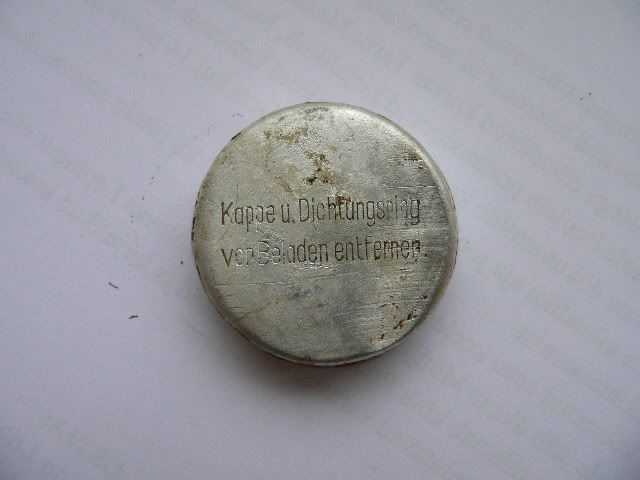 Kappe u. Dichtungsring
vor Beladen entfernen.